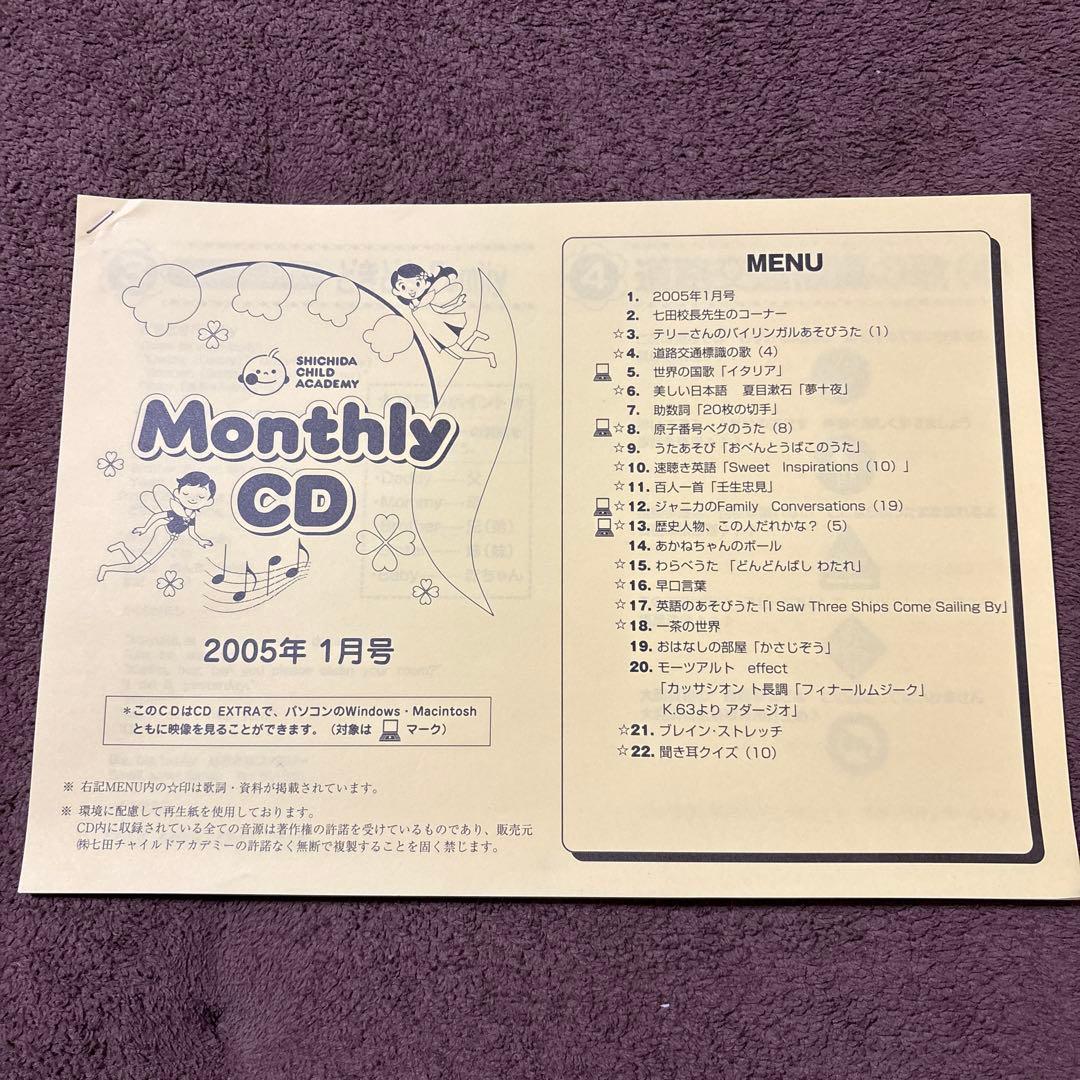 SHICHIDA
CHILD
ACADEMY
Monthly
CD
2005年 1月号
＊このＣＤはCD EXTRAで、パソコンのWindows・Macintosh
ともに映像を見ることができます。（対象は マーク）
※ 右記MENU内の☆印は歌詞・資料が掲載されています。
※ 環境に配慮して再生紙を使用しております。
CD内に収録されている全ての音源は著作権の許諾を受けているものであり、販売元
㈱七田チャイルドアカデミーの許諾なく無断で複製することを固く禁じます。
MENU
1. 2005年1月号
2. 七田校長先生のコーナー
☆3. テリーさんのバイリンガルあそびうた（1）
☆4. 道路交通標識の歌（4）
5. 世界の国歌「イタリア」
☆6. 美しい日本語 夏目漱石「夢十夜」
7. 助数詞「20枚の切手」
☆8. 原子番号ペグのうた（8）
☆9. うたあそび「おべんとうばこのうた」
☆10. 速聴き英語「Sweet Inspirations（10）」
☆11. 百人一首「壬生忠見」
☆12. ジャニカのFamily Conversations（19）
☆13. 歴史人物、この人だれかな？（5）
14. あかねちゃんのボール
☆15. わらべうた 「どんどんばし わたれ」
☆16. 早口言葉
☆17. 英語のあそびうた「I Saw Three Ships Come Sailing By」
☆18. 一茶の世界
19. おはなしの部屋「かさじぞう」
20. モーツアルト effect
「カッサシオン ト長調「フィナールムジーク」
K.63より アダージオ」
☆21. ブレイン・ストレッチ
☆22. 聞き耳クイズ（10）